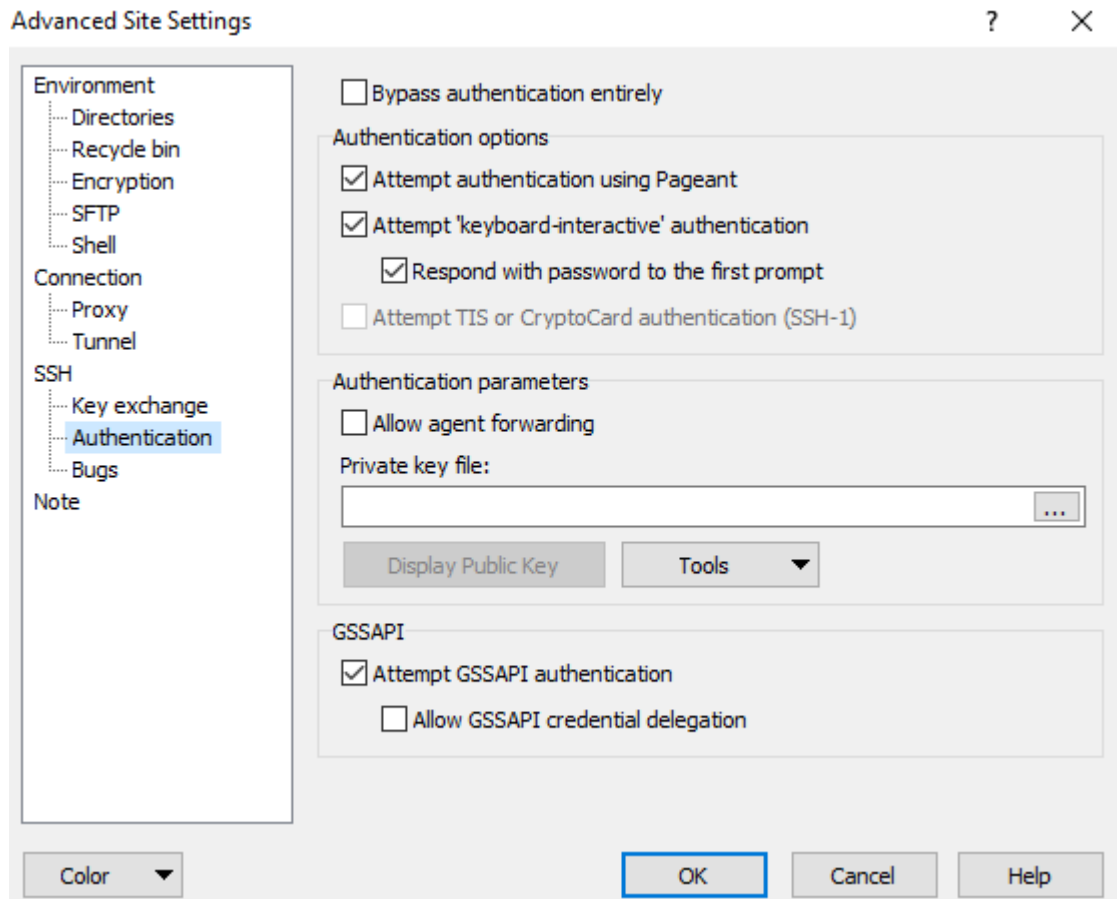 Advanced Site Settings
?
Environment
Directories
Recycle bin
Encryption
SFTP
Shell
Connection
Proxy
Tunnel
SSH
Key exchange
Authentication
Bugs
Note
Bypass authentication entirely
Authentication options
Attempt authentication using Pageant
Attempt 'keyboard-interactive' authentication
Respond with password to the first prompt
Attempt TIS or CryptoCard authentication (SSH-1)
Authentication parameters
Allow agent forwarding
Private key file:
...
Display Public Key
Tools
GSSAPI
Attempt GSSAPI authentication
Allow GSSAPI credential delegation
Color
OK
Cancel
Help